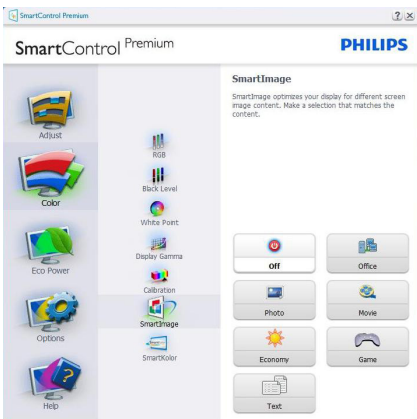 SmartControl Premium
SmartControl Premium
PHILIPS
Adjust
Color
Eco Power
Options
Help
RGB
Black Level
White Point
Display Gamma
Calibration
SmartImage
SmartKolor
SmartImage
SmartImage optimizes your display for different screen
image content. Make a selection that matches the
content.
Off
Office
Photo
Movie
Economy
Game
Text